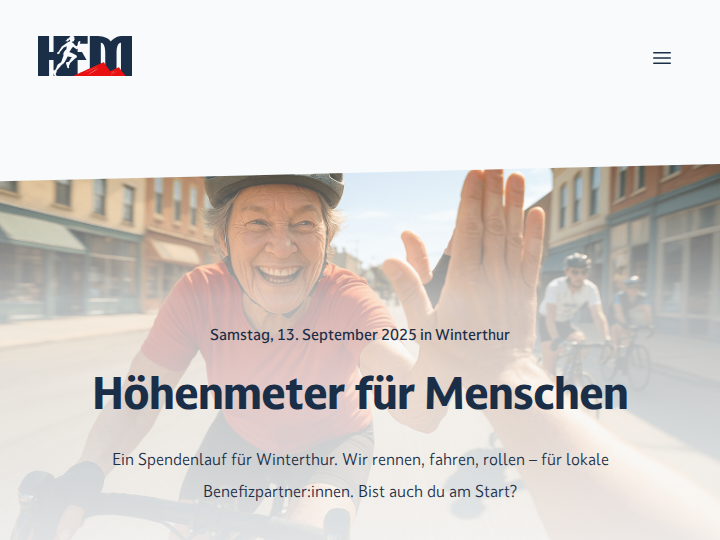 HFM
Samstag, 13. September 2025 in Winterthur
Höhenmeter für Menschen
Ein Spendenlauf für Winterthur. Wir rennen, fahren, rollen – für lokale
Benefizpartner:innen. Bist auch du am Start?